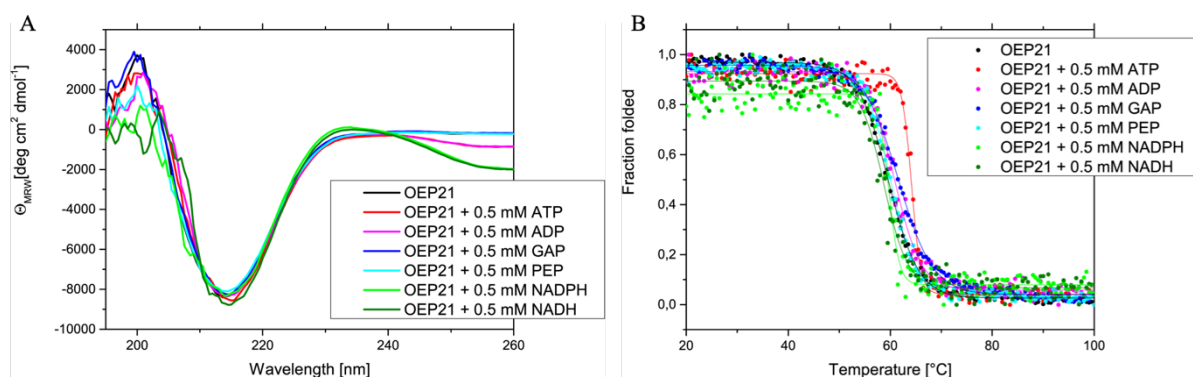 A
ΘMRW[deg cm² dmol⁻¹]
4000
2000
0
-2000
-4000
-6000
-8000
-10000
200
220
240
260
Wavelength [nm]
OEP21
OEP21 + 0.5 mM ATP
OEP21 + 0.5 mM ADP
OEP21 + 0.5 mM GAP
OEP21 + 0.5 mM PEP
OEP21 + 0.5 mM NADPH
OEP21 + 0.5 mM NADH
B
Fraction folded
1,0
0,8
0,6
0,4
0,2
0,0
20
40
60
80
100
Temperature [°C]
OEP21
OEP21 + 0.5 mM ATP
OEP21 + 0.5 mM ADP
OEP21 + 0.5 mM GAP
OEP21 + 0.5 mM PEP
OEP21 + 0.5 mM NADPH
OEP21 + 0.5 mM NADH